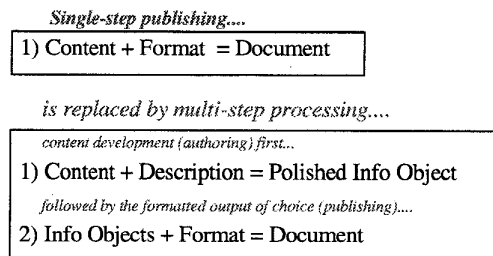 Single-step publishing....
1) Content + Format = Document
is replaced by multi-step processing....
content development (authoring) first...
1) Content + Description = Polished Info Object
followed by the formatted output of choice (publishing)....
2) Info Objects + Format = Document